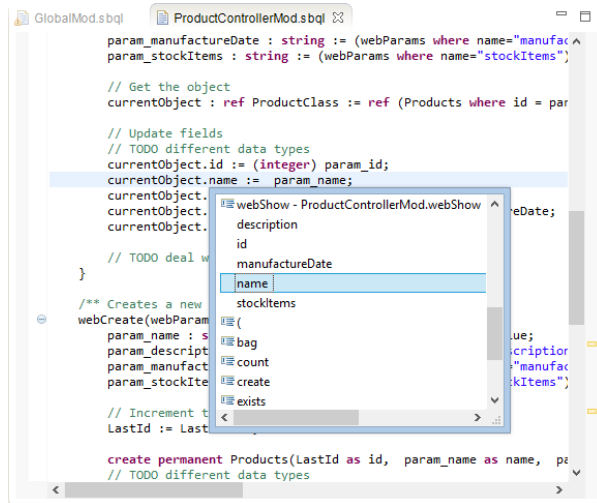 GlobalMod.sbql
ProductControllerMod.sbql
param_manufactureDate : string := (webParams where name="manufac
param_stockItems : string := (webParams where name="stockItems")
// Get the object
currentObject : ref ProductClass := ref (Products where id = par
// Update fields
// TODO different data types
currentObject.id := (integer) param_id;
currentObject.name :=  param_name;
currentObject.
currentObject. reDate;
currentObject.
// TODO deal w
}
webShow - ProductControllerMod.webShow
description
id
manufactureDate
name
stockItems
(
bag
count
create
exists
/** Creates a new
webCreate(webParam
param_name : s ue;
param_descript scription
param_manufact "manufac
param_stockIte kItems")
// Increment t
LastId := Last
create permanent Products(LastId as id,  param_name as name,  pa
// TODO different data types